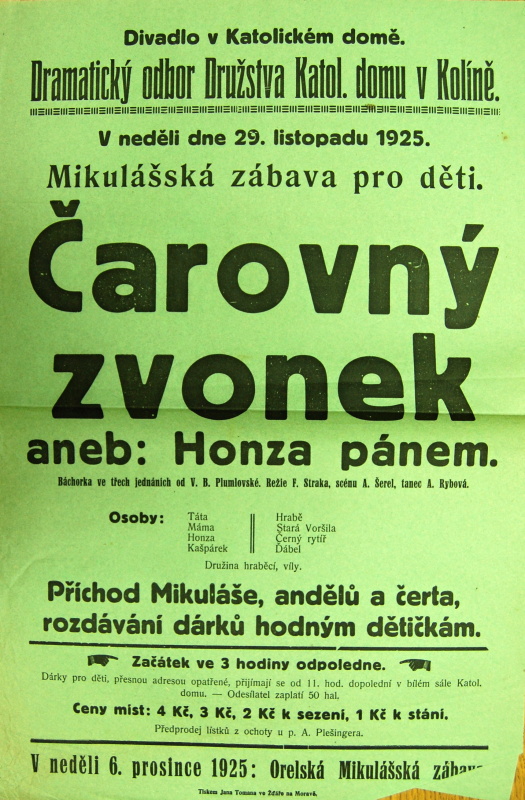 Divadlo v Katolickém domě.
Dramatický odbor Družstva Katol. domu v Kolíně.
V neděli dne 29. listopadu 1925.
Mikulášská zábava pro děti.
Čarovný
zvonek
aneb: Honza pánem.
Báchorka ve třech jednáních od V. B. Plumlovské. Režie F. Straka, scénu A. Šerel, tanec A. Rybová.
Osoby:
Táta
Máma
Honza
Kašpárek
Hrabě
Stará Voršila
Černý rytíř
Ďábel
Družina hraběcí, víly.
Příchod Mikuláše, andělů a čerta,
rozdávání dárků hodným dětičkám.
Začátek ve 3 hodiny odpoledne.
Dárky pro děti, přesnou adresou opatřené, přijímají se od 11. hod. dopolední v bílém sále Katol.
domu. — Odesílatel zaplatí 50 hal.
Ceny míst: 4 Kč, 3 Kč, 2 Kč k sezení, 1 Kč k stání.
Předprodej lístků z ochoty u p. A. Plešingera.
V neděli 6. prosince 1925: Orelská Mikulášská zábava
Tiskem Jana Tomana ve Žďáře na Moravě.